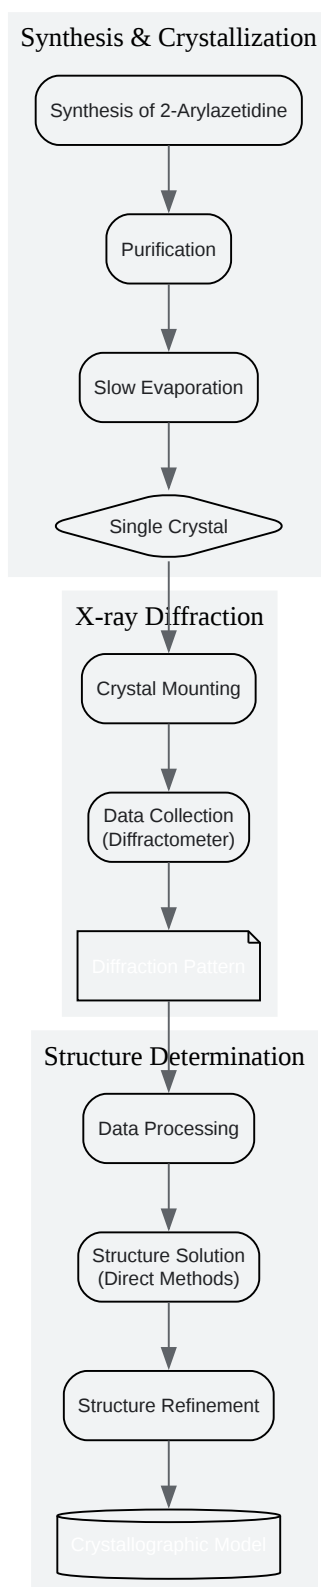 Synthesis & Crystallization
Synthesis of 2-Arylazetidine
Purification
Slow Evaporation
Single Crystal
X-ray Diffraction
Crystal Mounting
Data Collection
(Diffractometer)
Diffraction Pattern
Structure Determination
Data Processing
Structure Solution
(Direct Methods)
Structure Refinement
Crystallographic Model